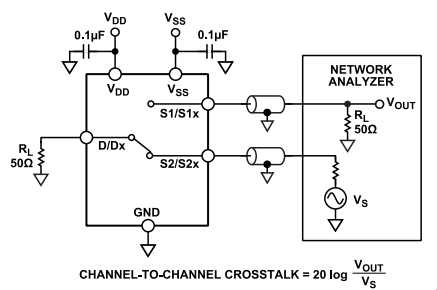 VDD
VSS
0.1µF
0.1µF
VDD
VSS
NETWORK
ANALYZER
S1/S1x
VOUT
RL
50Ω
RL
50Ω
D/Dx
S2/S2x
VS
GND
CHANNEL-TO-CHANNEL CROSSTALK = 20 log VOUT
VS